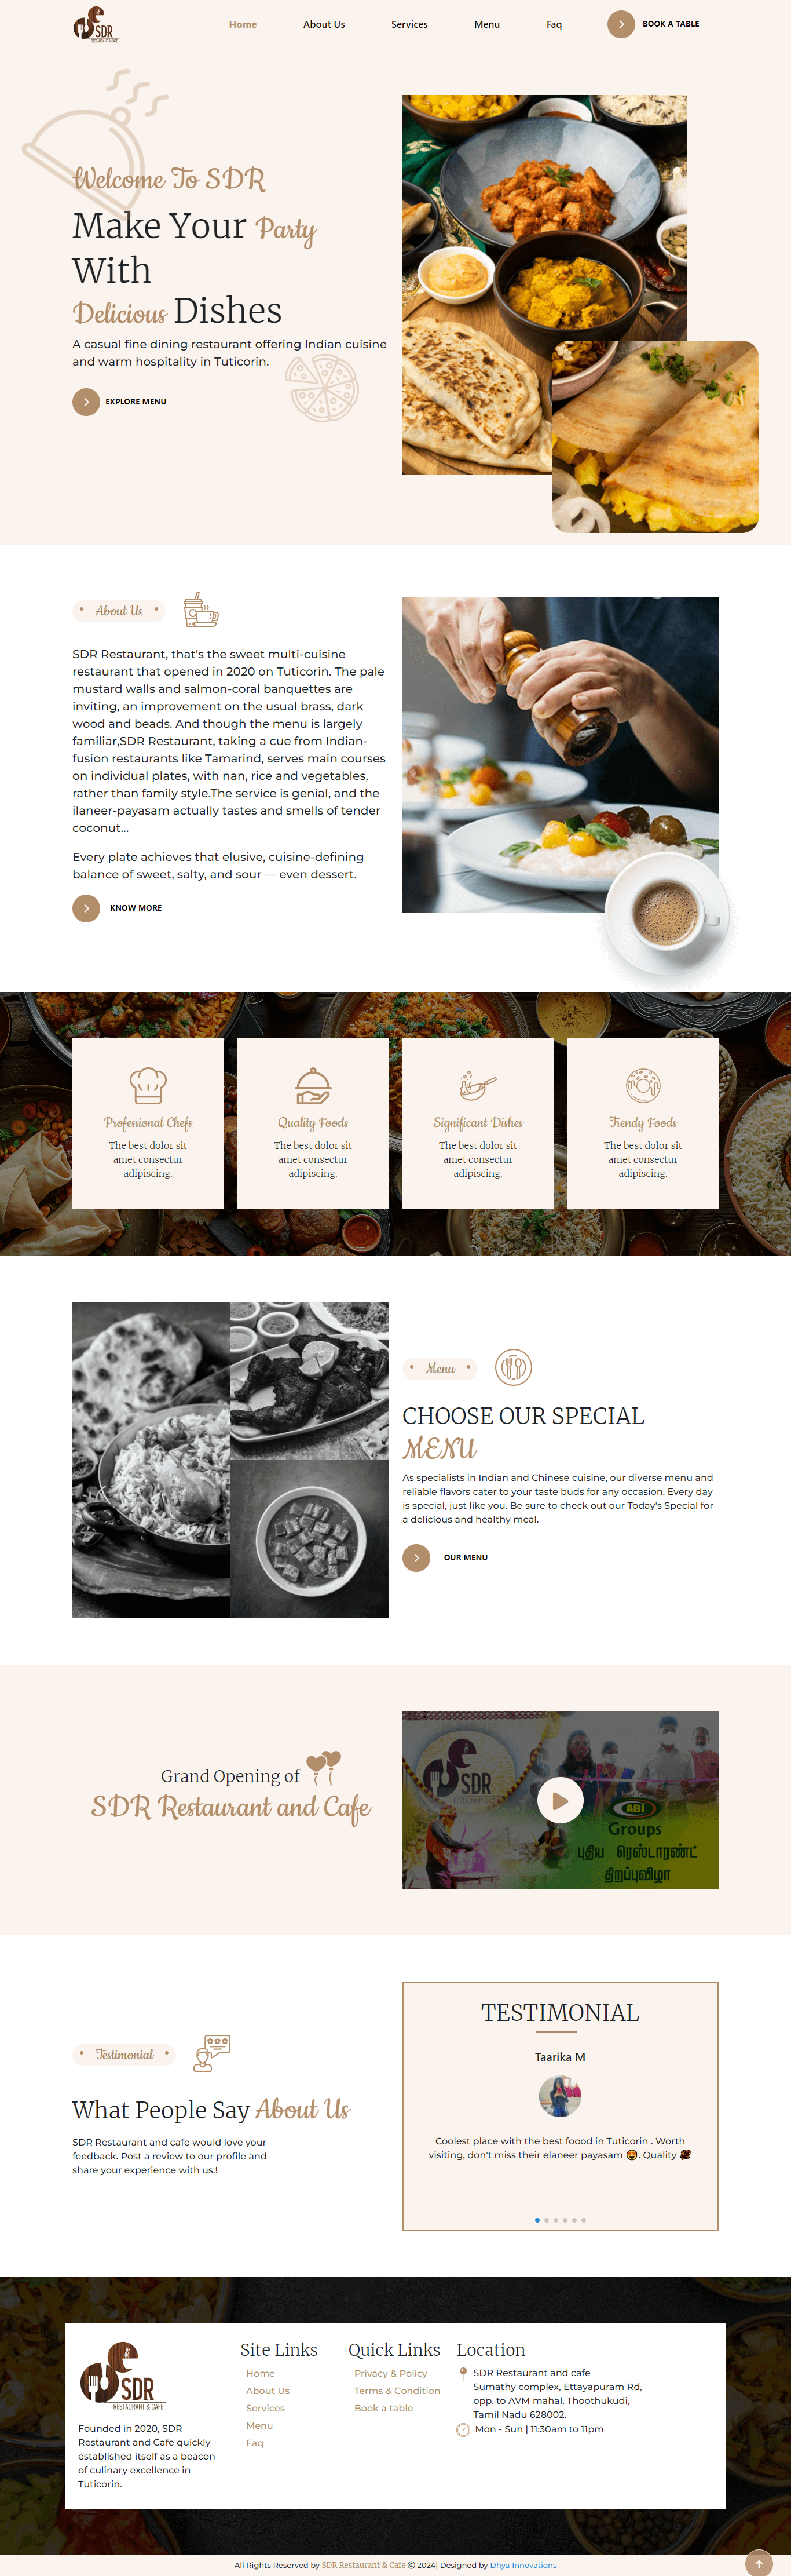 SDR
RESTAURANT & CAFE
Home
About Us
Services
Menu
Faq
BOOK A TABLE
Welcome To SDR
Make Your Party
With
Delicious Dishes
A casual fine dining restaurant offering Indian cuisine
and warm hospitality in Tuticorin.
EXPLORE MENU
About Us
SDR Restaurant, that's the sweet multi-cuisine
restaurant that opened in 2020 on Tuticorin. The pale
mustard walls and salmon-coral banquettes are
inviting, an improvement on the usual brass, dark
wood and beads. And though the menu is largely
familiar,SDR Restaurant, taking a cue from Indian-
fusion restaurants like Tamarind, serves main courses
on individual plates, with nan, rice and vegetables,
rather than family style.The service is genial, and the
ilaneer-payasam actually tastes and smells of tender
coconut...
Every plate achieves that elusive, cuisine-defining
balance of sweet, salty, and sour — even dessert.
KNOW MORE
Professional Chefs
The best dolor sit
amet consectur
adipiscing.
Quality Foods
The best dolor sit
amet consectur
adipiscing.
Significant Dishes
The best dolor sit
amet consectur
adipiscing.
Trendy Foods
The best dolor sit
amet consectur
adipiscing.
Menu
CHOOSE OUR SPECIAL
MENU
As specialists in Indian and Chinese cuisine, our diverse menu and
reliable flavors cater to your taste buds for any occasion. Every day
is special, just like you. Be sure to check out our Today's Special for
a delicious and healthy meal.
OUR MENU
Grand Opening of
SDR Restaurant and Cafe
SDR
ABI
Groups
புதிய ரெஸ்டாரண்ட்
திறப்புவிழா
Testimonial
What People Say About Us
SDR Restaurant and cafe would love your
feedback. Post a review to our profile and
share your experience with us.!
TESTIMONIAL
Taarika M
Coolest place with the best foood in Tuticorin . Worth
visiting, don't miss their elaneer payasam 🤩. Quality
SDR
RESTAURANT & CAFE
Founded in 2020, SDR
Restaurant and Cafe quickly
established itself as a beacon
of culinary excellence in
Tuticorin.
Site Links
Home
About Us
Services
Menu
Faq
Quick Links
Privacy & Policy
Terms & Condition
Book a table
Location
SDR Restaurant and cafe
Sumathy complex, Ettayapuram Rd,
opp. to AVM mahal, Thoothukudi,
Tamil Nadu 628002.
Mon - Sun | 11:30am to 11pm
All Rights Reserved by SDR Restaurant & Cafe © 2024| Designed by Dhya Innovations